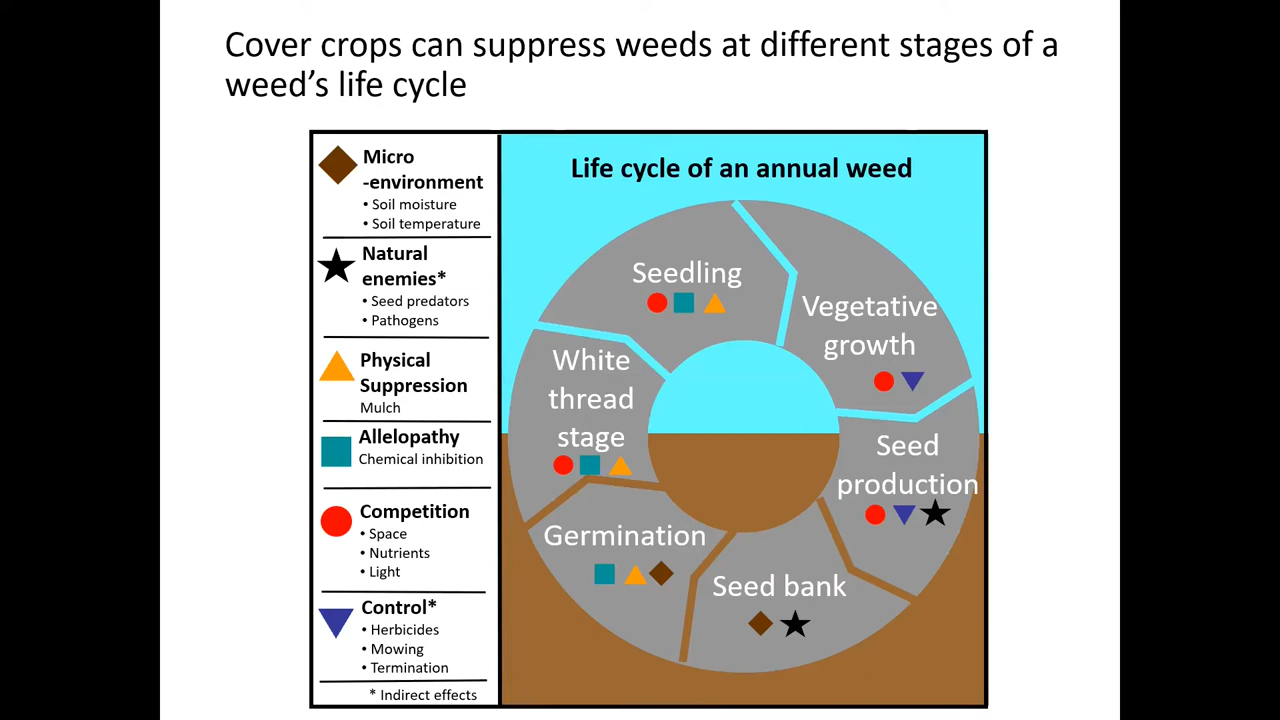 Cover crops can suppress weeds at different stages of a
weed's life cycle
Micro
-environment
• Soil moisture
• Soil temperature
Natural
enemies*
• Seed predators
• Pathogens
Physical
Suppression
Mulch
Allelopathy
Chemical inhibition
Competition
• Space
• Nutrients
• Light
Control*
• Herbicides
• Mowing
• Termination
* Indirect effects
Life cycle of an annual weed
Seedling
Vegetative
growth
White
thread
stage
Seed
production
Germination
Seed bank